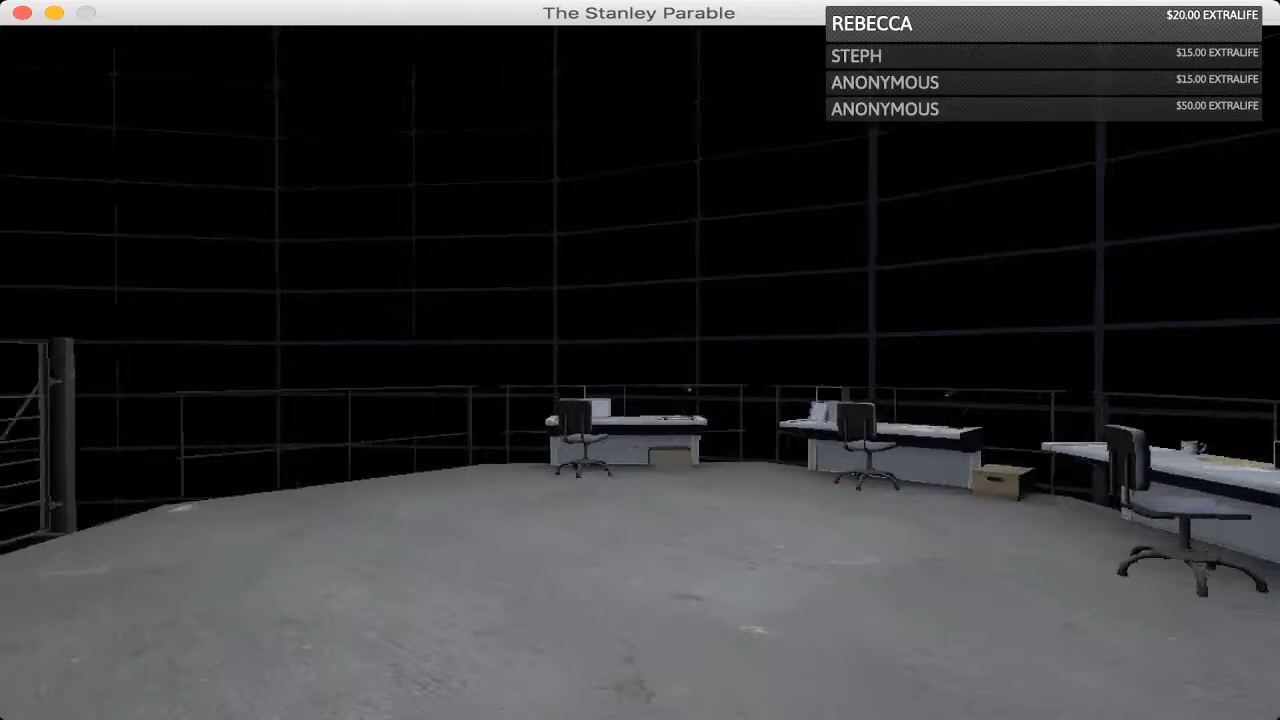 The Stanley Parable
REBECCA $20.00 EXTRALIFE
STEPH $15.00 EXTRALIFE
ANONYMOUS $15.00 EXTRALIFE
ANONYMOUS $50.00 EXTRALIFE